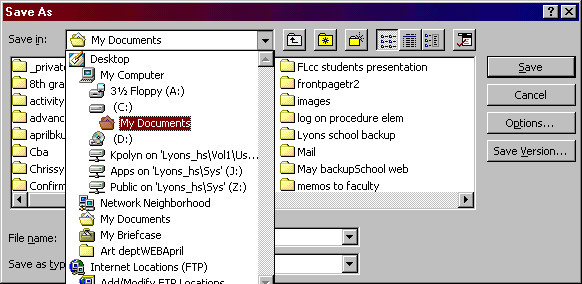 Save As
Save in:
My Documents
Desktop
My Computer
3½ Floppy (A:)
(C:)
My Documents
(D:)
Kpolyn on 'Lyons_hs\Vol1\Us...
Apps on 'Lyons_hs\Sys' (J:)
Public on 'Lyons_hs\Sys' (Z:)
Network Neighborhood
My Documents
My Briefcase
Art deptWEBApril
Internet Locations (FTP)
Add/Modify FTP Locations
_private
8th gra
activity
advanc
aprilbku
Cba
Chrissy
Confirm
FLcc students presentation
frontpagetr2
images
log on procedure elem
Lyons school backup
Mail
May backupSchool web
memos to faculty
Save
Cancel
Options...
Save Version...
File name:
Save as typ